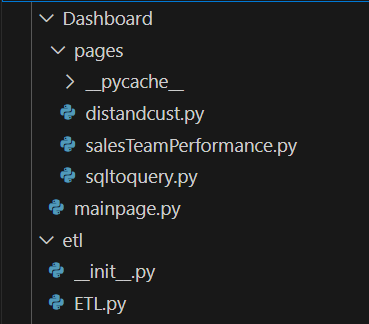 Dashboard
pages
__pycache__
distandcust.py
salesTeamPerformance.py
sqltoquery.py
mainpage.py
etl
__init__.py
ETL.py